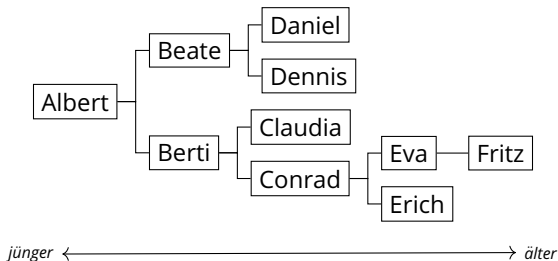 Daniel
Beate
Dennis
Albert
Claudia
Berti
Eva
Fritz
Conrad
Erich
jünger
älter